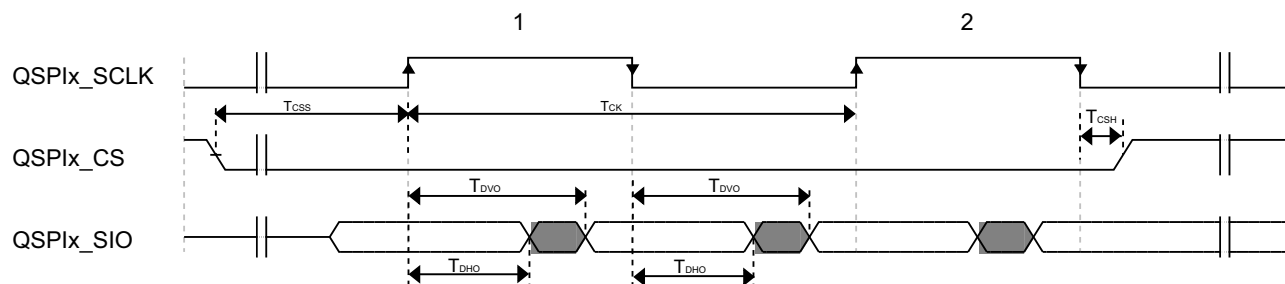 1 2
QSPIx_SCLK
TCSS TCK TCSH
QSPIx_CS
TDVO TDVO
QSPIx_SIO
TDHO TDHO